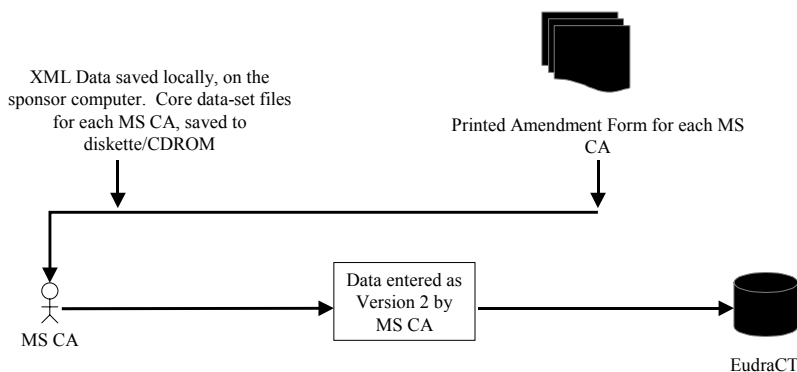 XML Data saved locally, on the
sponsor computer. Core data-set files
for each MS CA, saved to
diskette/CDROM
Printed Amendment Form for each MS
CA
MS CA
Data entered as
Version 2 by
MS CA
EudraCT